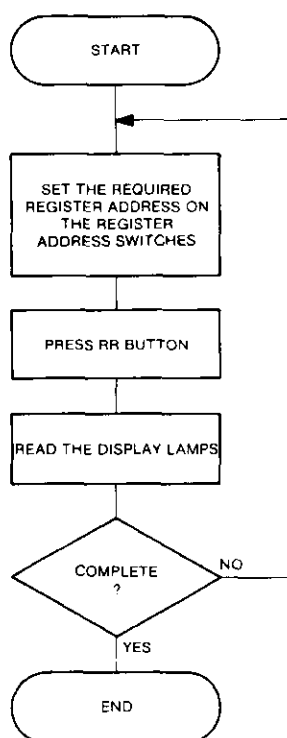 START
SET THE REQUIRED
REGISTER ADDRESS ON
THE REGISTER
ADDRESS SWITCHES
PRESS RR BUTTON
READ THE DISPLAY LAMPS
COMPLETE
?
NO
YES
END